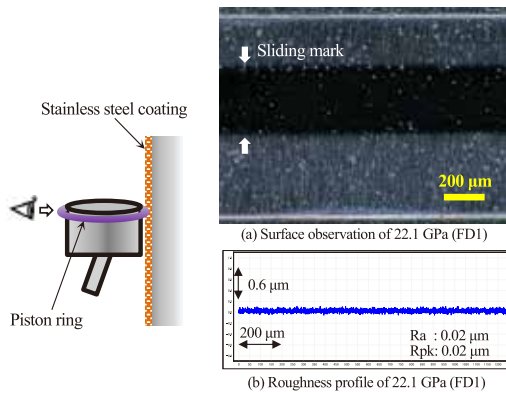 Stainless steel coating
Piston ring
Sliding mark
200 μm
(a) Surface observation of 22.1 GPa (FD1)
0.6 μm
200 μm
Ra : 0.02 μm
Rpk: 0.02 μm
(b) Roughness profile of 22.1 GPa (FD1)